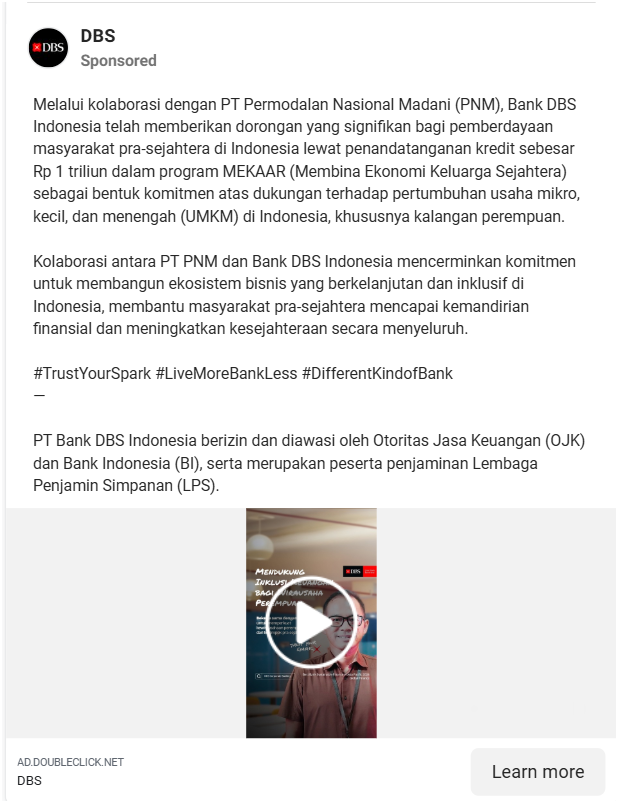 DBS
DBS
Sponsored
Melalui kolaborasi dengan PT Permodalan Nasional Madani (PNM), Bank DBS
Indonesia telah memberikan dorongan yang signifikan bagi pemberdayaan
masyarakat pra-sejahtera di Indonesia lewat penandatanganan kredit sebesar
Rp 1 triliun dalam program MEKAAR (Membina Ekonomi Keluarga Sejahtera)
sebagai bentuk komitmen atas dukungan terhadap pertumbuhan usaha mikro,
kecil, dan menengah (UMKM) di Indonesia, khususnya kalangan perempuan.
Kolaborasi antara PT PNM dan Bank DBS Indonesia mencerminkan komitmen
untuk membangun ekosistem bisnis yang berkelanjutan dan inklusif di
Indonesia, membantu masyarakat pra-sejahtera mencapai kemandirian
finansial dan meningkatkan kesejahteraan secara menyeluruh.
#TrustYourSpark #LiveMoreBankLess #DifferentKindofBank
—
PT Bank DBS Indonesia berizin dan diawasi oleh Otoritas Jasa Keuangan (OJK)
dan Bank Indonesia (BI), serta merupakan peserta penjaminan Lembaga
Penjamin Simpanan (LPS).
DBS
MENDUKUNG
INKLUSI KEUANGAN
BAGI WIRAUSAHA
PEREMPUAN
AD.DOUBLECLICK.NET
DBS
Learn more